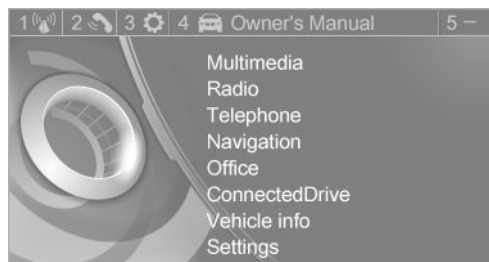 1 2 3 4 Owner's Manual 5 –
Multimedia
Radio
Telephone
Navigation
Office
ConnectedDrive
Vehicle info
Settings